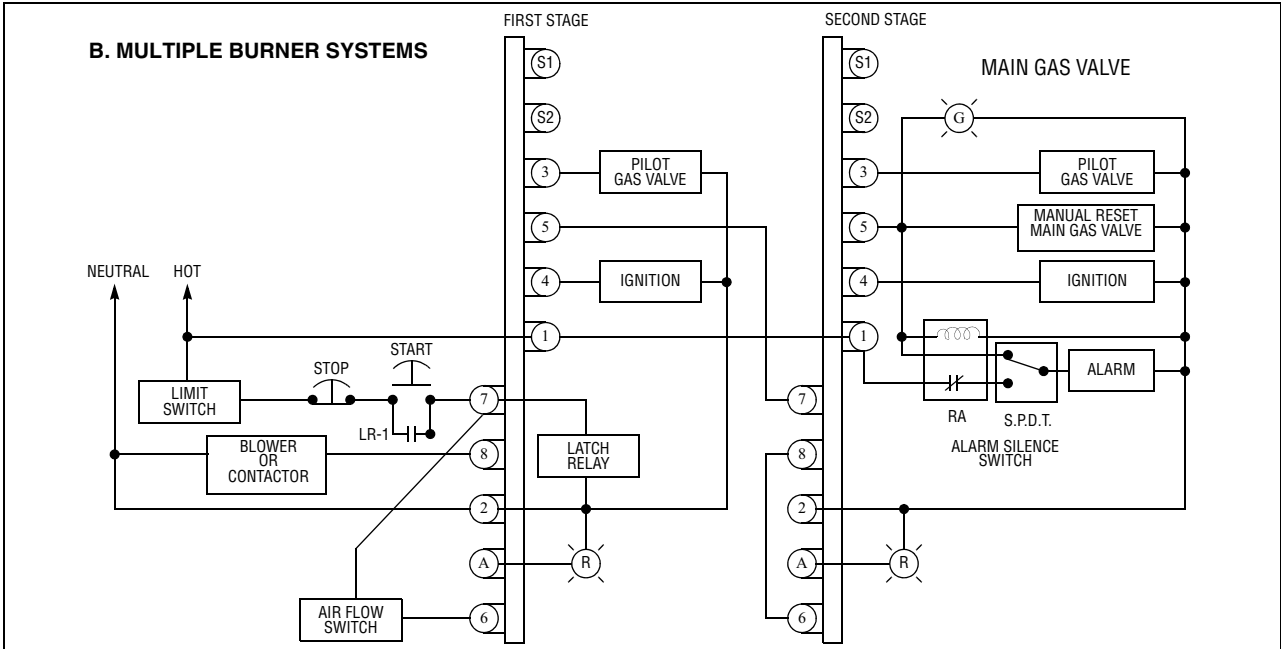 FIRST STAGE
SECOND STAGE
B. MULTIPLE BURNER SYSTEMS
MAIN GAS VALVE
S1
S2
3
5
4
1
7
8
2
A
6
PILOT
GAS VALVE
IGNITION
NEUTRAL
HOT
LIMIT
SWITCH
STOP
START
LR-1
BLOWER
OR
CONTACTOR
AIR FLOW
SWITCH
LATCH
RELAY
R
S1
S2
3
5
4
1
7
8
2
A
6
G
PILOT
GAS VALVE
MANUAL RESET
MAIN GAS VALVE
IGNITION
RA
S.P.D.T.
ALARM SILENCE
SWITCH
ALARM
R